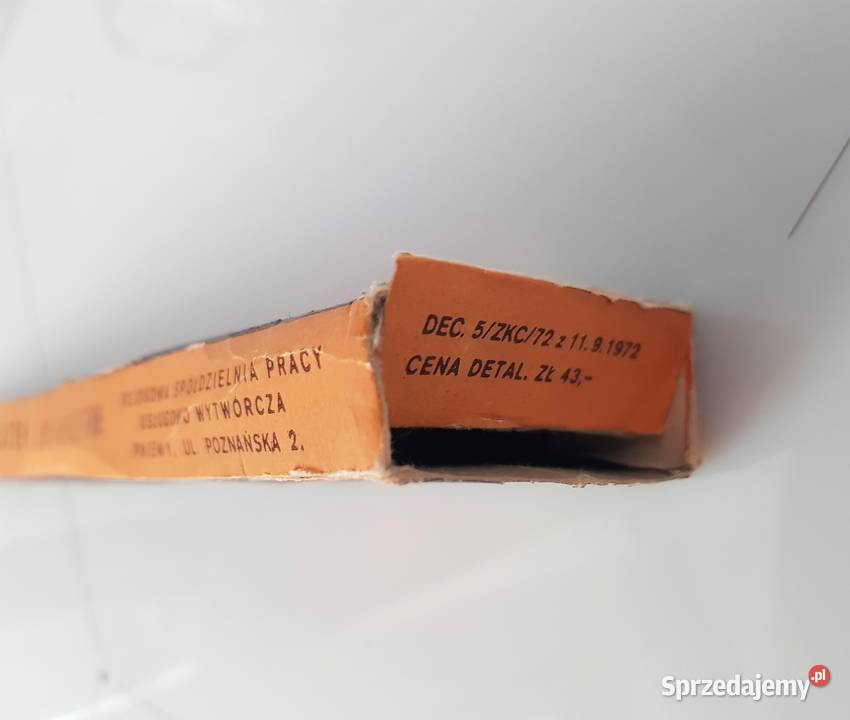 DEC. 5/ZKC/72 z 11.9.1972
CENA DETAL. ZŁ 43,-
SPÓŁDZIELNIA PRACY
WYTWÓRCZA
UL. POZNAŃSKA 2.
Sprzedajemy.pl